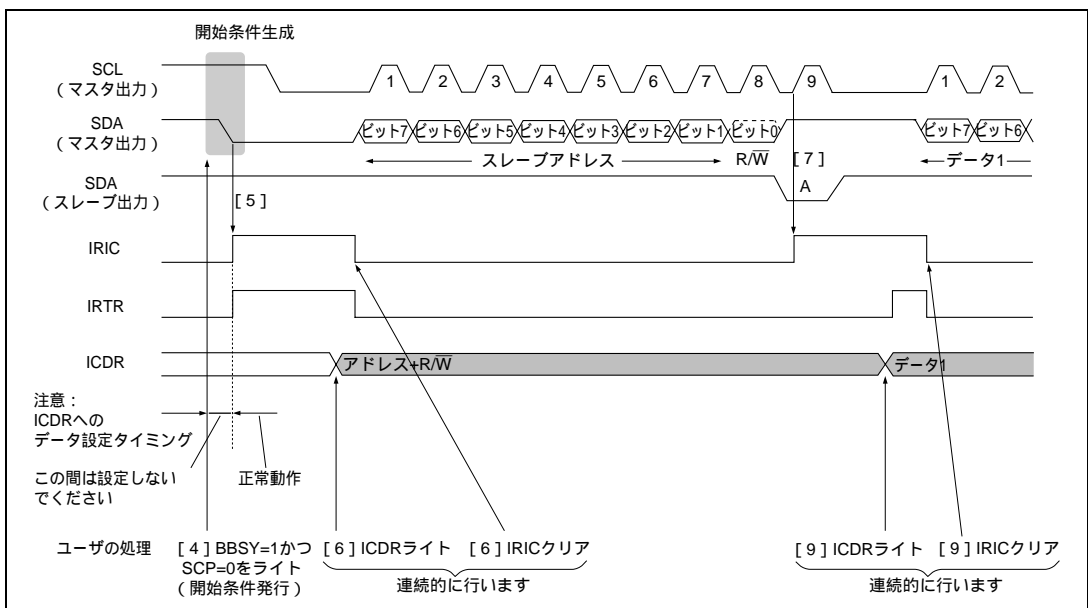 開始条件生成
SCL
（マスタ出力）
1 2 3 4 5 6 7 8 9 1 2
SDA
（マスタ出力）
ビット7 ビット6 ビット5 ビット4 ビット3 ビット2 ビット1 ビット0 ビット7 ビット6
スレーブアドレス R/W̅ [7] データ1
SDA
（スレーブ出力）
[5] A
IRIC
IRTR
ICDR アドレス+R/W̅ データ1
注意：
ICDRへの
データ設定タイミング
この間は設定しない
でください
正常動作
ユーザの処理
[4] BBSY=1かつ
SCP=0をライト
（開始条件発行）
[6] ICDRライト [6] IRICクリア
連続的に行います
[9] ICDRライト [9] IRICクリア
連続的に行います